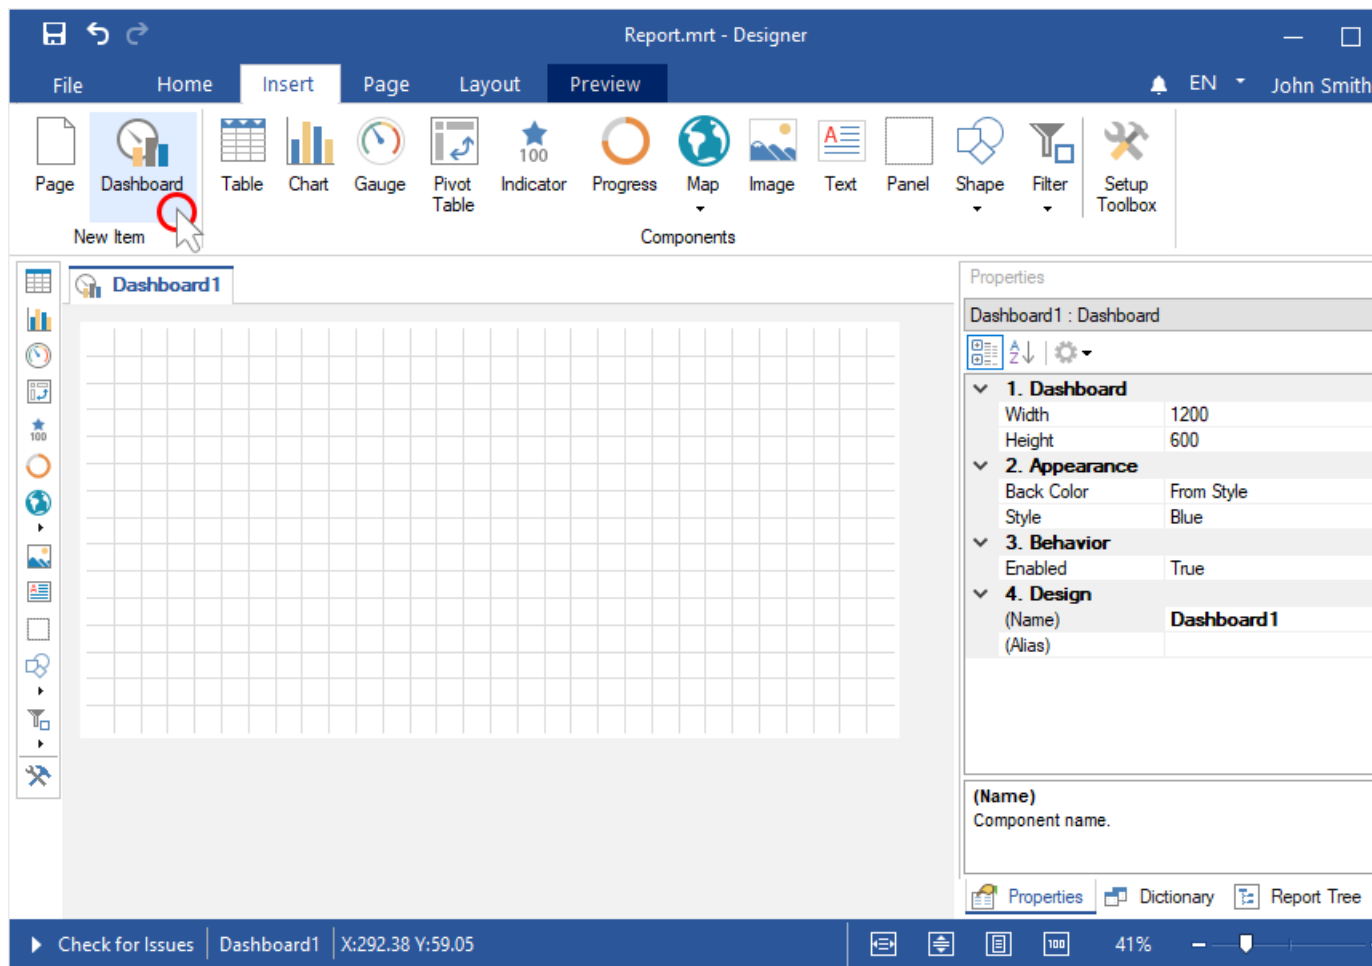 Report.mrt - Designer
File Home Insert Page Layout Preview EN John Smith
Page Dashboard Table Chart Gauge Pivot Table Indicator 100 Progress Map Image Text Panel Shape Filter Setup Toolbox
New Item Components
Dashboard1
100
Properties
Dashboard1 : Dashboard
1. Dashboard
Width 1200
Height 600
2. Appearance
Back Color From Style
Style Blue
3. Behavior
Enabled True
4. Design
(Name) Dashboard1
(Alias)
(Name)
Component name.
Properties Dictionary Report Tree
Check for Issues Dashboard1 X:292.38 Y:59.05 100 41%